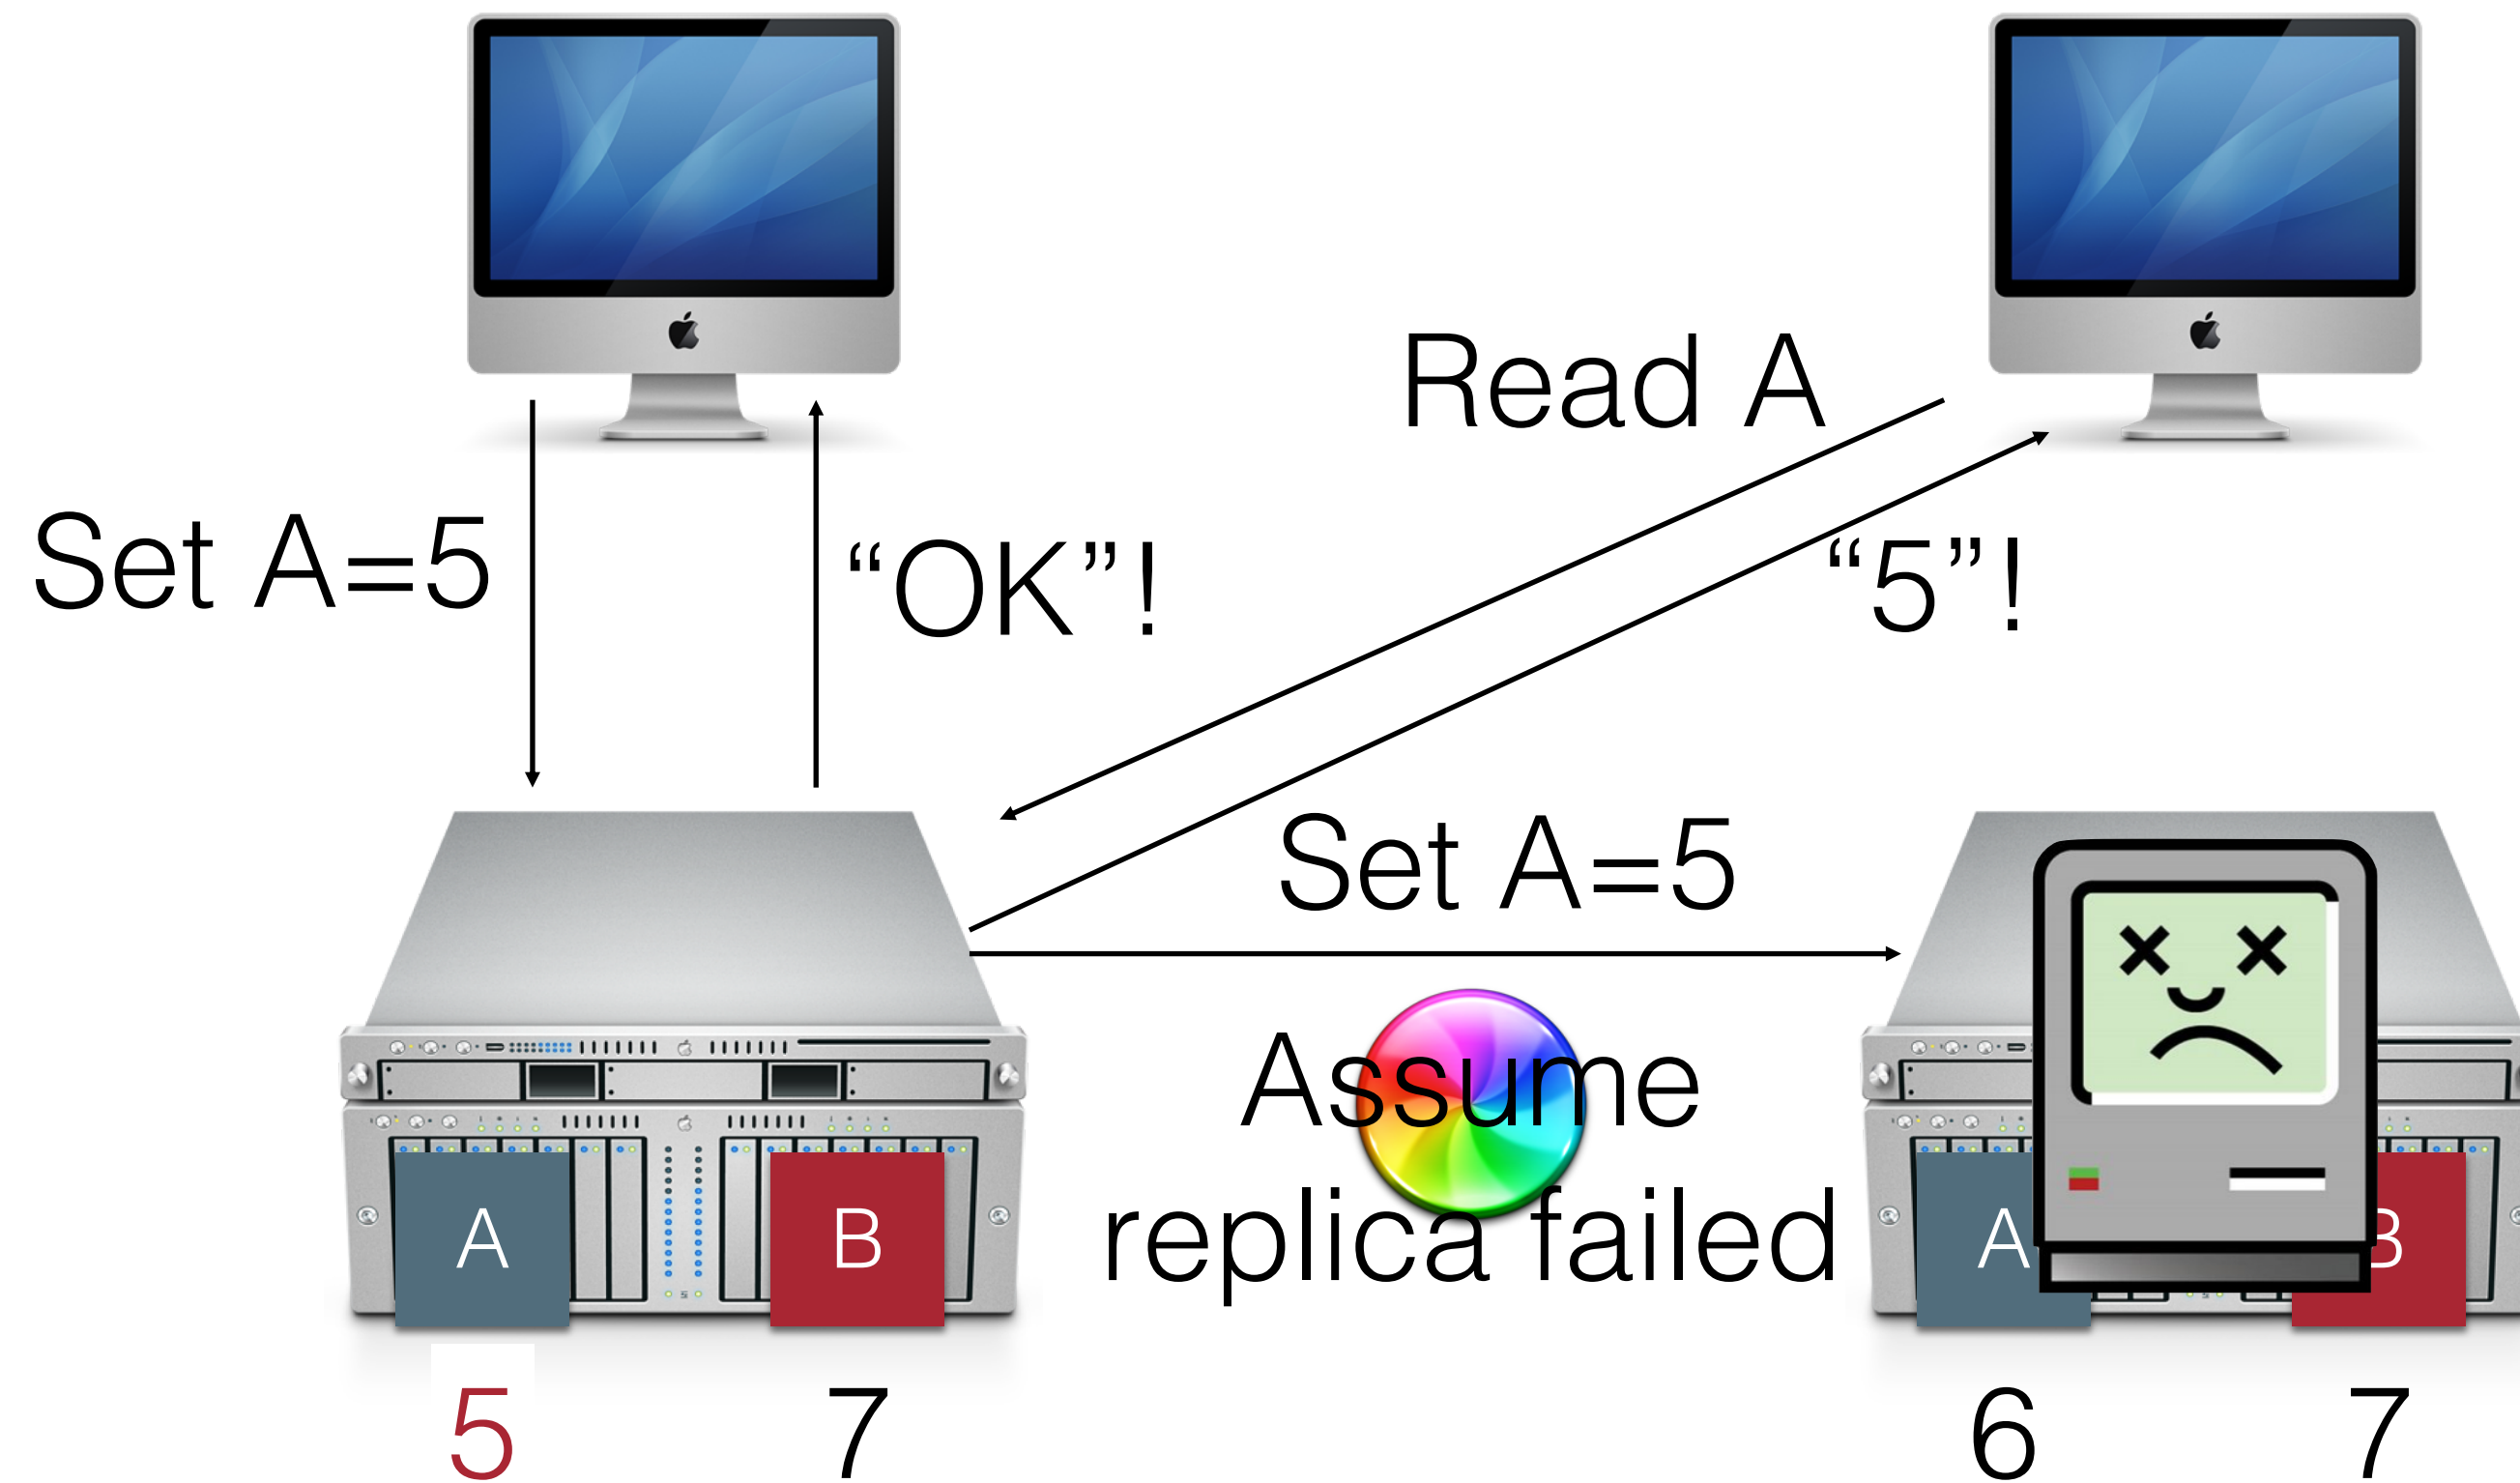 Read A
Set A=5
“OK”!
“5”!
Set A=5
Assume
replica failed
A
B
A
B
5
7
6
7